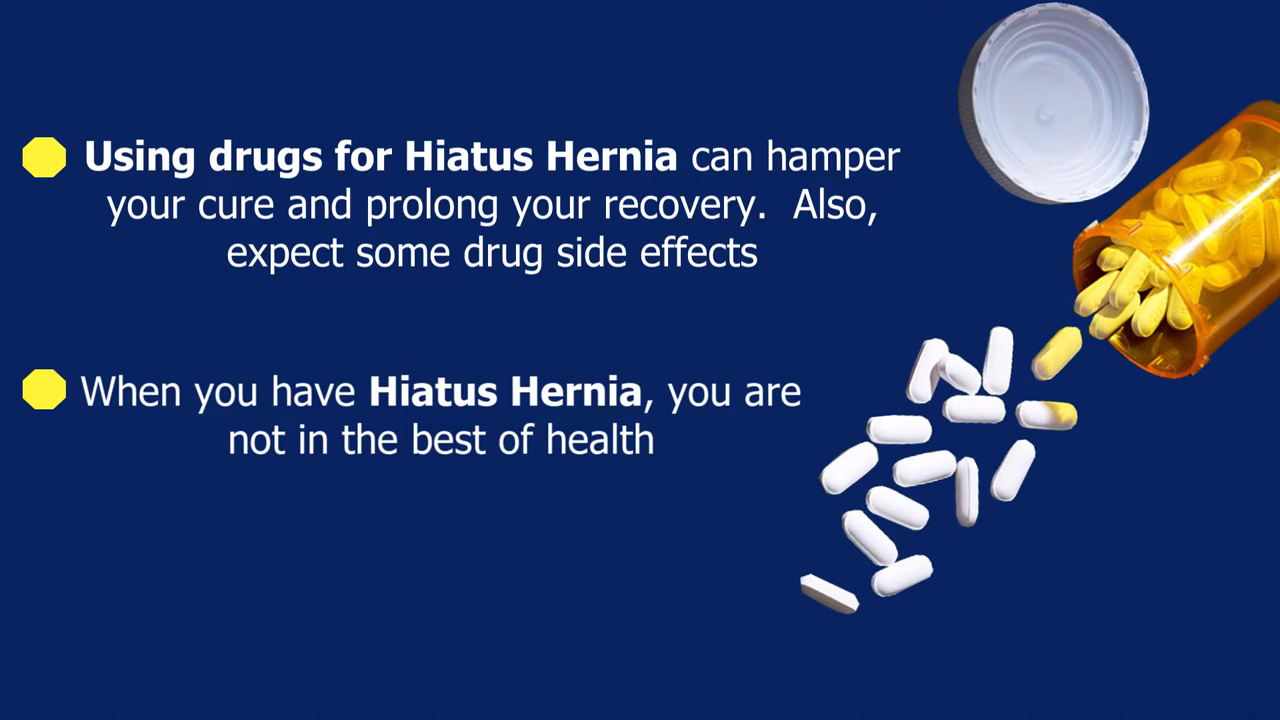 Using drugs for Hiatus Hernia can hamper
your cure and prolong your recovery.  Also,
expect some drug side effects
When you have Hiatus Hernia, you are
not in the best of health